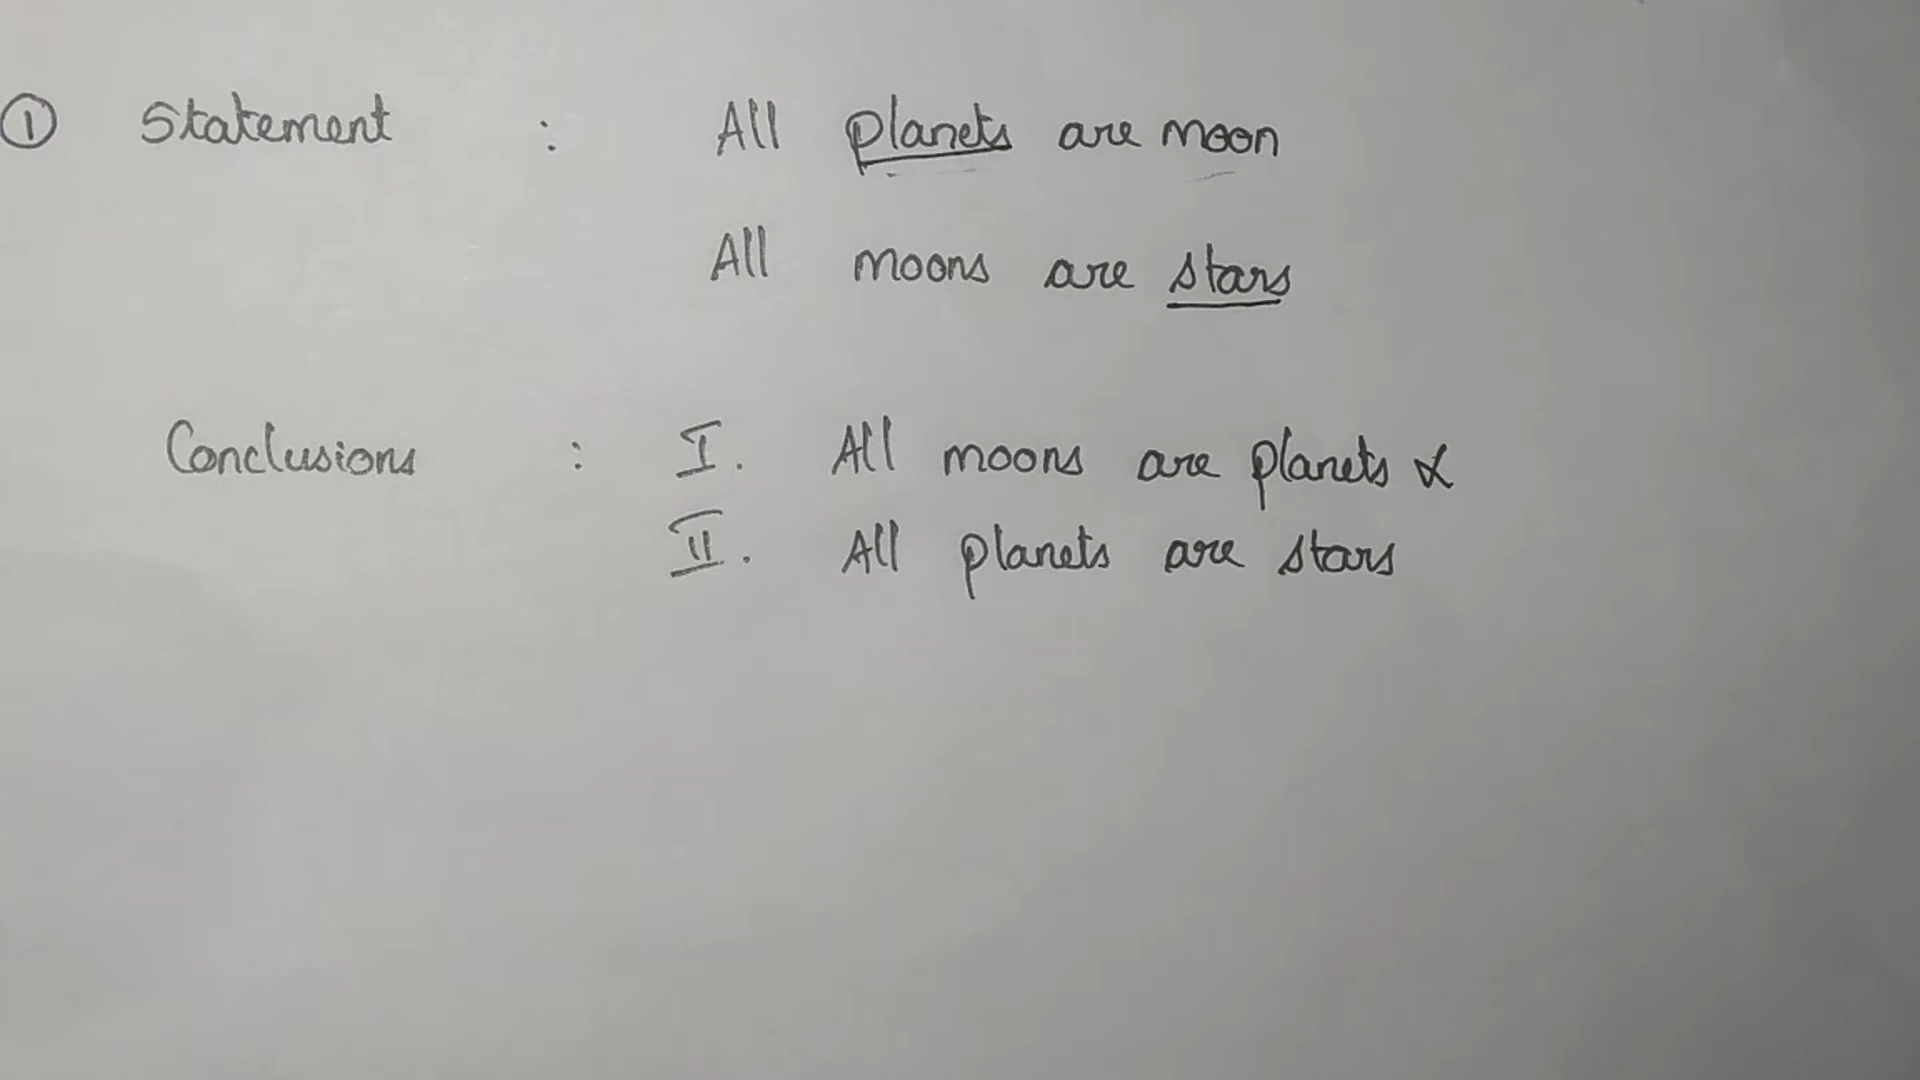 ① Statement : All planets are moon
All moons are stars
Conclusions : I. All moons are planets x
II. All planets are stars